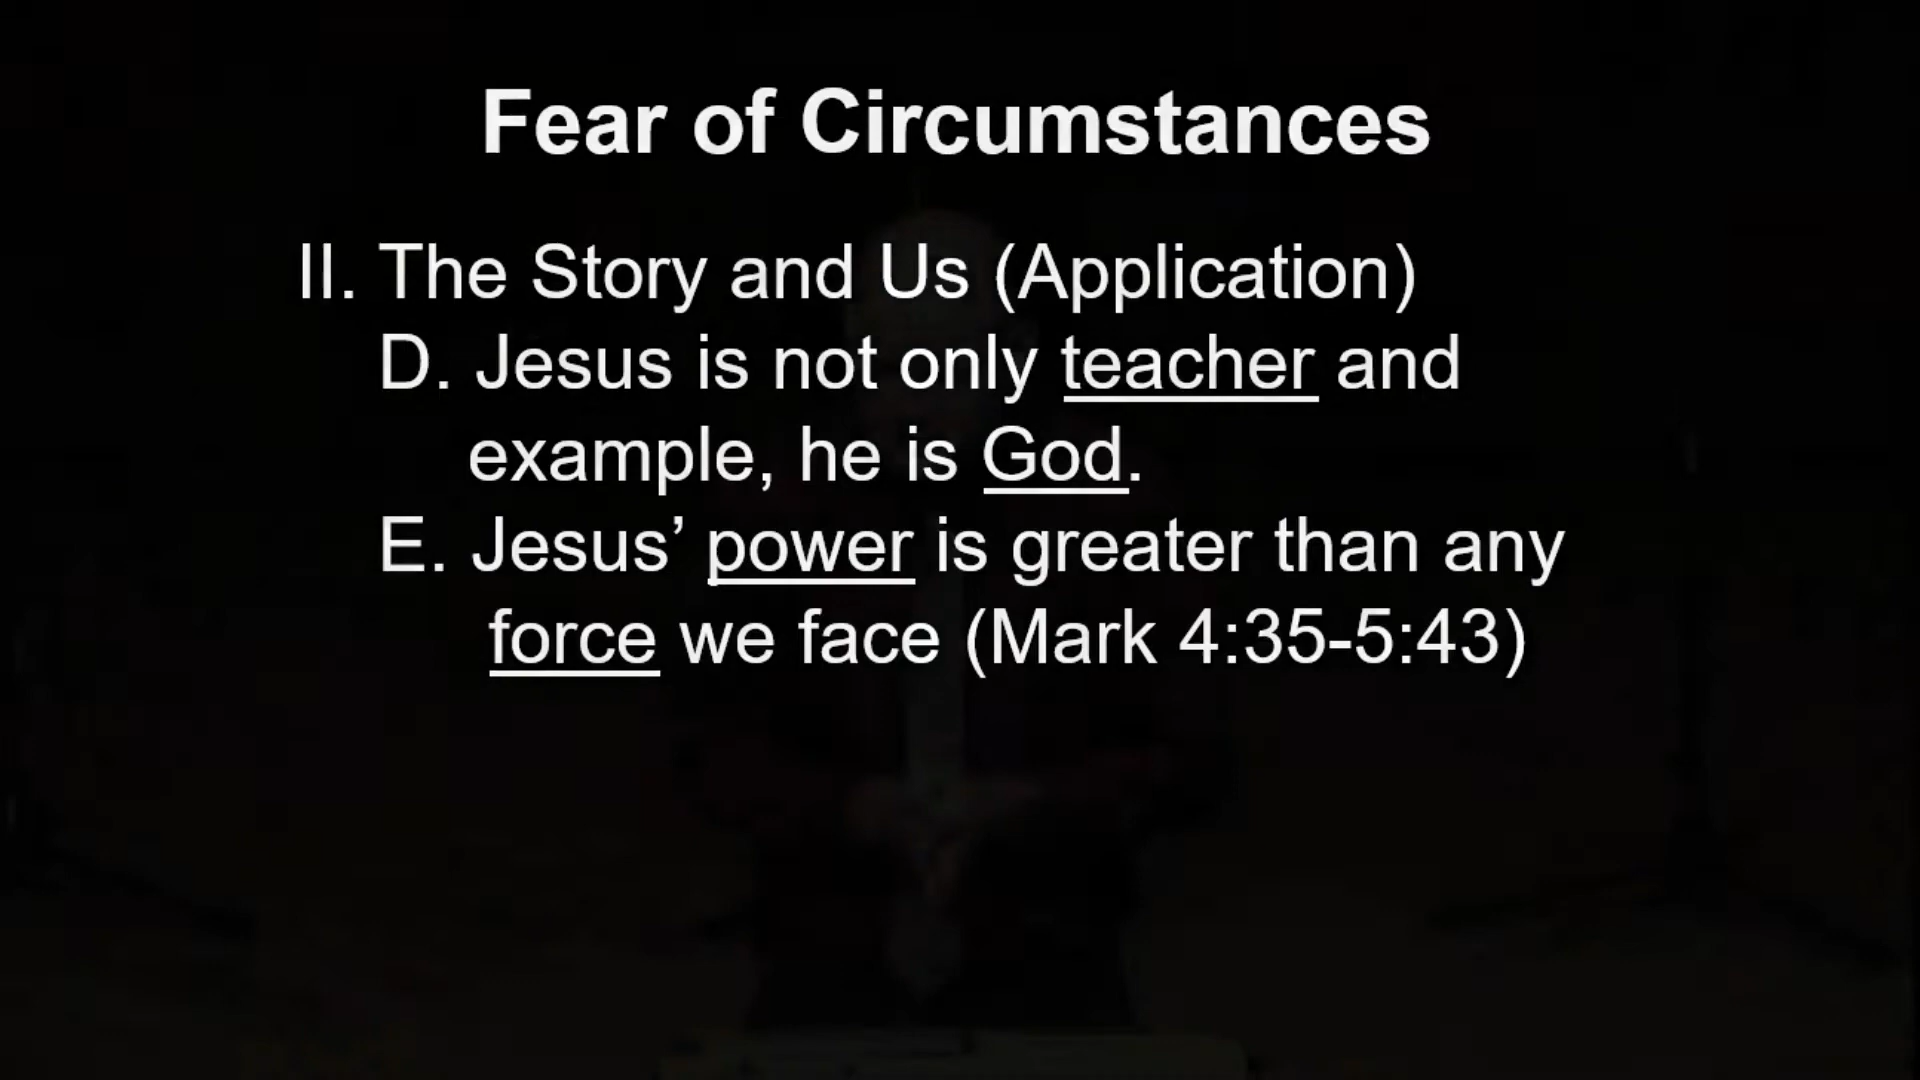 Fear of Circumstances
II. The Story and Us (Application)
D. Jesus is not only teacher and
example, he is God.
E. Jesus’ power is greater than any
force we face (Mark 4:35-5:43)